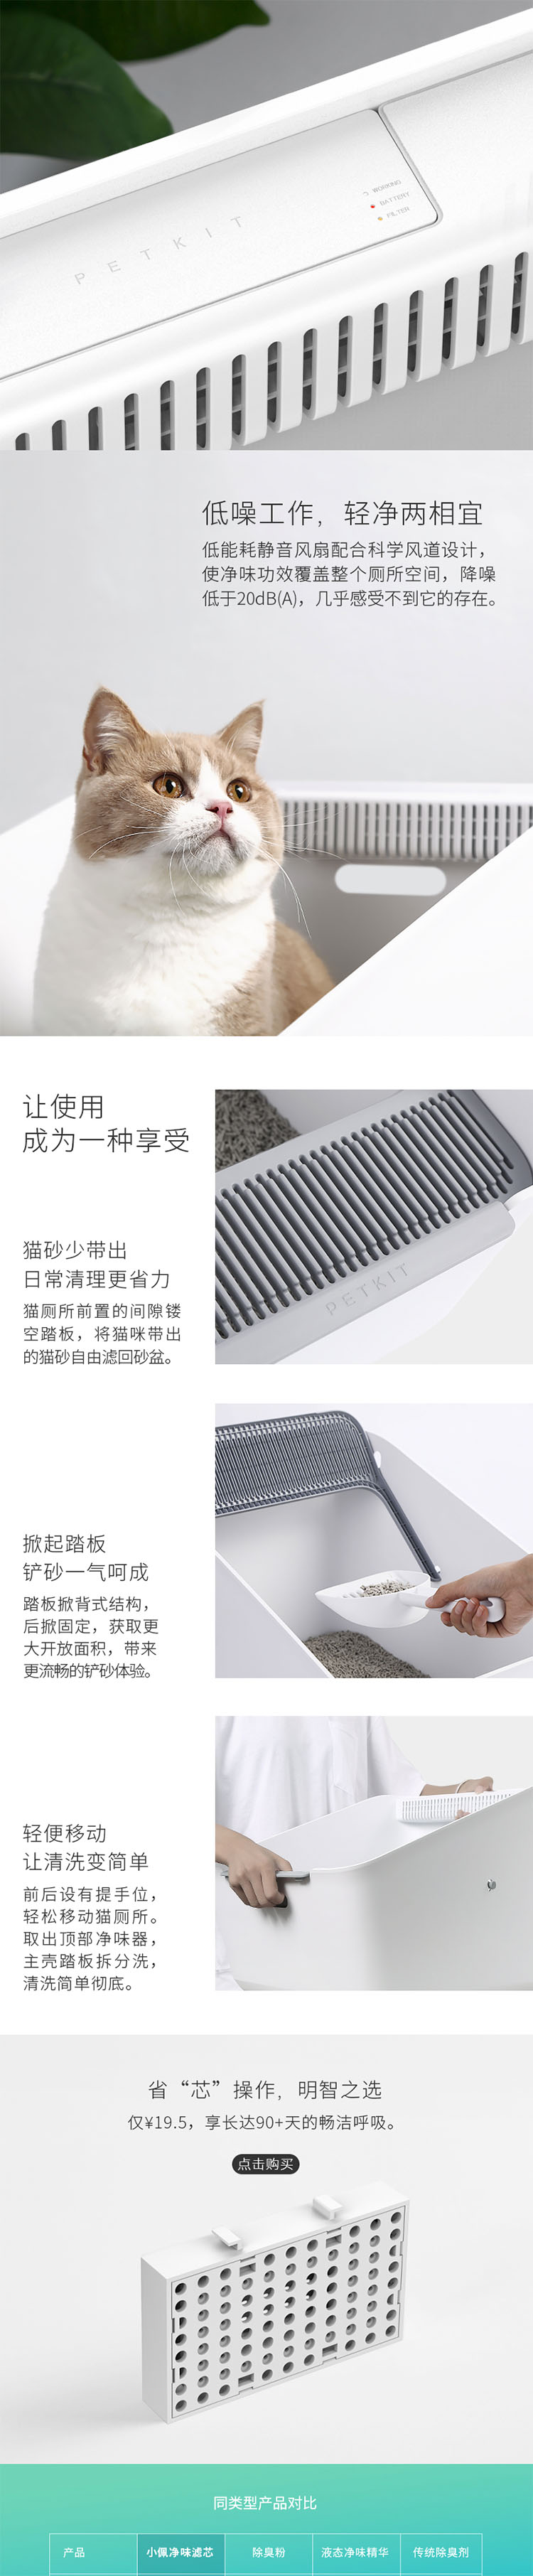 WORKING
BATTERY
FILTER
PETKIT
低噪工作，轻净两相宜
低能耗静音风扇配合科学风道设计，
使净味功效覆盖整个厕所空间，降噪
低于20dB(A)，几乎感受不到它的存在。
让使用
成为一种享受
猫砂少带出
日常清理更省力
猫厕所前置的间隙镂
空踏板，将猫咪带出
的猫砂自由滤回砂盆。
PETKIT
掀起踏板
铲砂一气呵成
踏板掀背式结构，
后掀固定，获取更
大开放面积，带来
更流畅的铲砂体验。
轻便移动
让清洗变简单
前后设有提手位，
轻松移动猫厕所。
取出顶部净味器，
主壳踏板拆分洗，
清洗简单彻底。
省“芯”操作，明智之选
仅¥19.5，享长达90+天的畅洁呼吸。
点击购买
同类型产品对比
产品 小佩净味滤芯 除臭粉 液态净味精华 传统除臭剂